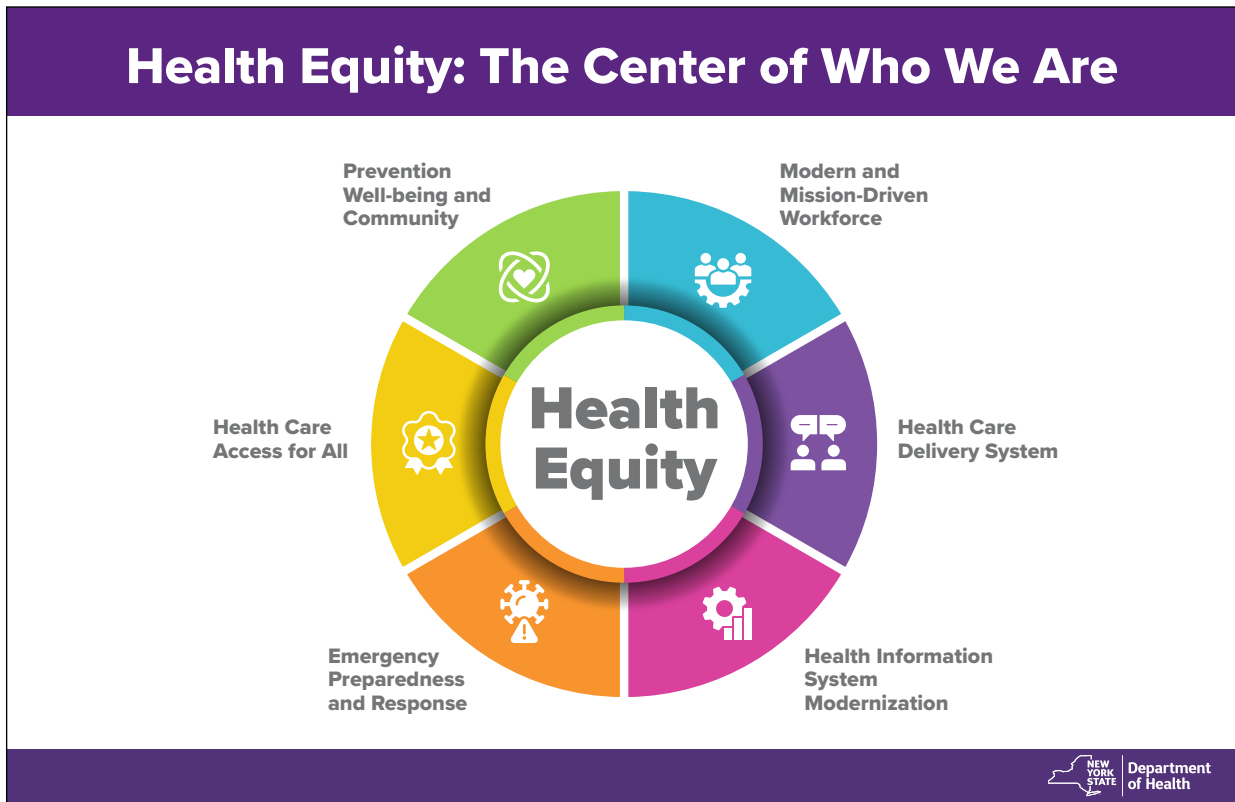 Health Equity: The Center of Who We Are
Prevention
Well-being and
Community
Modern and
Mission-Driven
Workforce
Health Care
Access for All
Health
Equity
Health Care
Delivery System
Emergency
Preparedness
and Response
Health Information
System
Modernization
NEW
YORK
STATE
Department
of Health